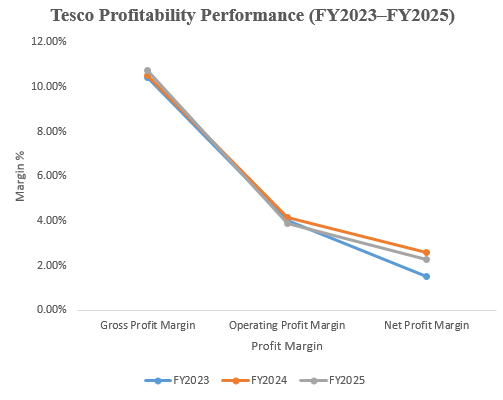 Tesco Profitability Performance (FY2023–FY2025)
12.00%
10.00%
8.00%
6.00%
4.00%
2.00%
0.00%
Margin %
Gross Profit Margin Operating Profit Margin Net Profit Margin
Profit Margin
FY2023 FY2024 FY2025